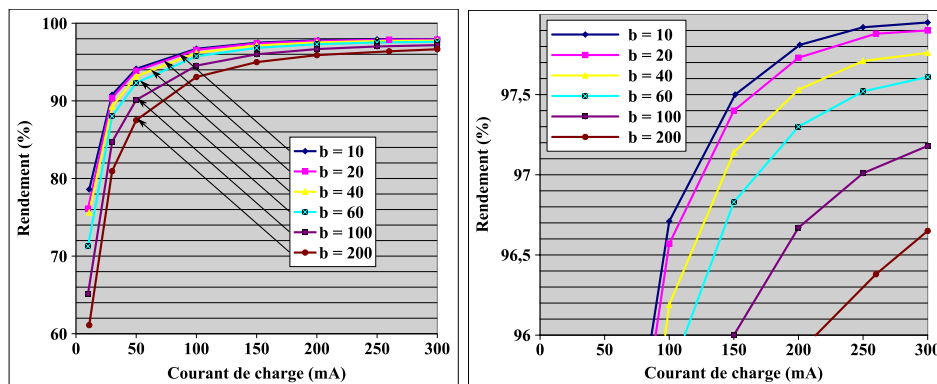 100
90
80
70
60
Rendement (%)
b = 10
b = 20
b = 40
b = 60
b = 100
b = 200
0 50 100 150 200 250 300
Courant de charge (mA)
97,5
97
96,5
96
Rendement (%)
b = 10
b = 20
b = 40
b = 60
b = 100
b = 200
0 50 100 150 200 250 300
Courant de charge (mA)